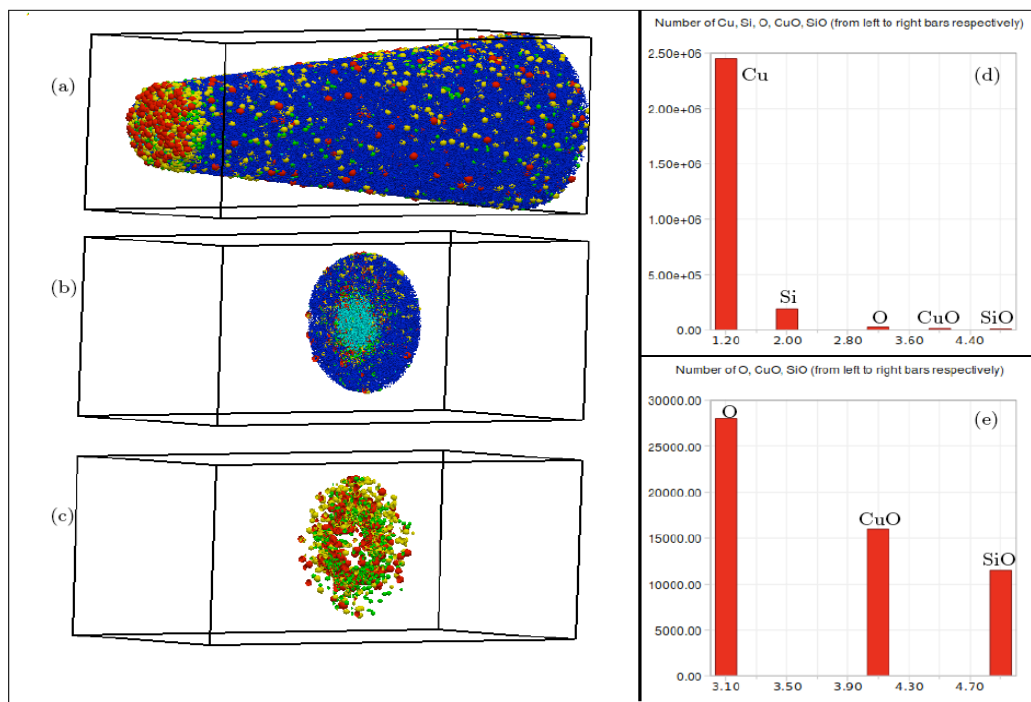 (a)
(b)
(c)
Number of Cu, Si, O, CuO, SiO (from left to right bars respectively)
2.50e+06
(d)
Cu
2.00e+06
1.50e+06
1.00e+06
5.00e+05
Si
O
CuO
SiO
0.00
1.20
2.00
2.80
3.60
4.40
Number of O, CuO, SiO (from left to right bars respectively)
30000.00
O
(e)
25000.00
20000.00
CuO
15000.00
SiO
10000.00
5000.00
0.00
3.10
3.50
3.90
4.30
4.70